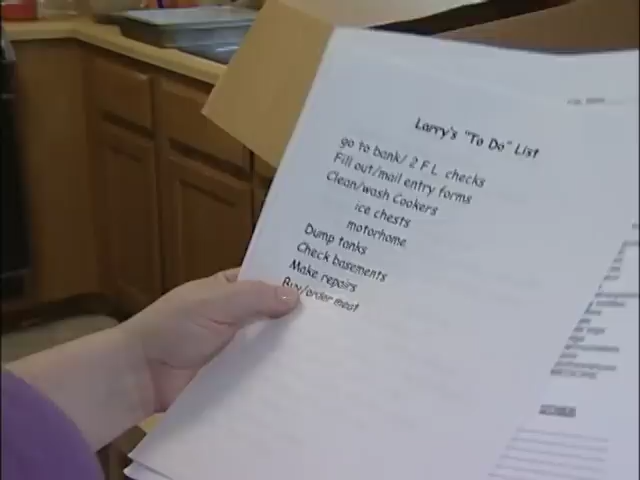 Larry's "To Do" List
go to bank/ 2 F L checks
Fill out/mail entry forms
Clean/wash Cookers
ice chests
motorhome
Dump tanks
Check basements
Make repairs
Buy/order meat